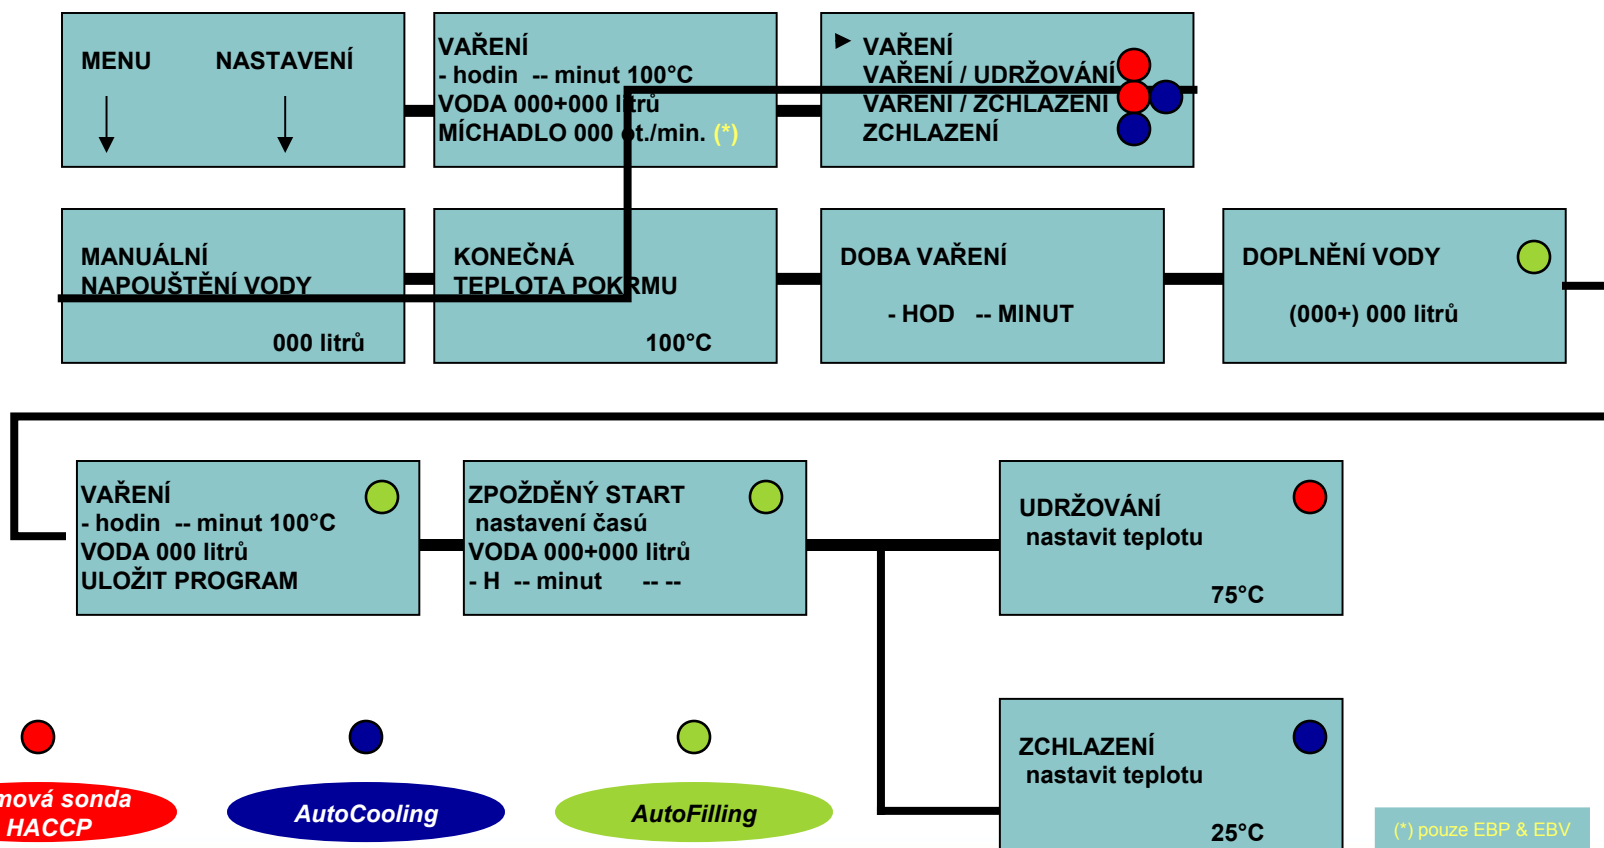 MENU NASTAVENÍ
VAŘENÍ
- hodin -- minut 100°C
VODA 000+000 litrů
MÍCHADLO 000 ot./min. (*)
► VAŘENÍ
VAŘENÍ / UDRŽOVÁNÍ
VAŘENÍ / ZCHLAZENÍ
ZCHLAZENÍ
MANUÁLNÍ
NAPOUŠTĚNÍ VODY
000 litrů
KONEČNÁ
TEPLOTA POKRMU
100°C
DOBA VAŘENÍ
- HOD -- MINUT
DOPLNĚNÍ VODY
(000+) 000 litrů
VAŘENÍ
- hodin -- minut 100°C
VODA 000 litrů
ULOŽIT PROGRAM
ZPOŽDĚNÝ START
nastavení časú
VODA 000+000 litrů
- H -- minut -- --
UDRŽOVÁNÍ
nastavit teplotu
75°C
ZCHLAZENÍ
nastavit teplotu
25°C
sonda
HACCP
AutoCooling
AutoFilling
(*) pouze EBP & EBV